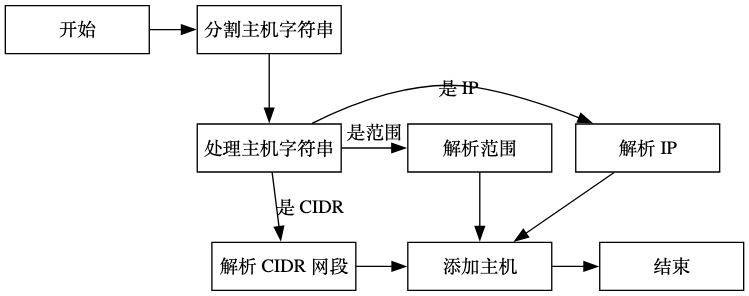 开始
分割主机字符串
是 IP
处理主机字符串
是范围
解析范围
解析 IP
是 CIDR
解析 CIDR 网段
添加主机
结束